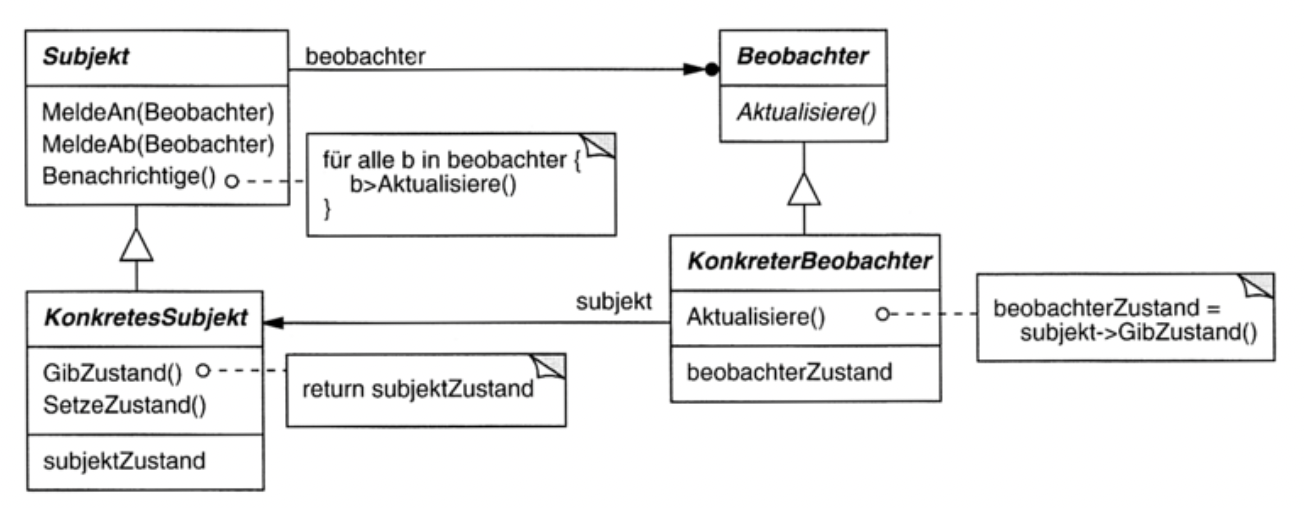 Subjekt
MeldeAn(Beobachter)
MeldeAb(Beobachter)
Benachrichtige()
beobachter
Beobachter
Aktualisiere()
für alle b in beobachter {
b>Aktualisiere()
}
KonkretesSubjekt
GibZustand()
SetzeZustand()
subjektZustand
return subjektZustand
subjekt
KonkreterBeobachter
Aktualisiere()
beobachterZustand
beobachterZustand =
subjekt->GibZustand()